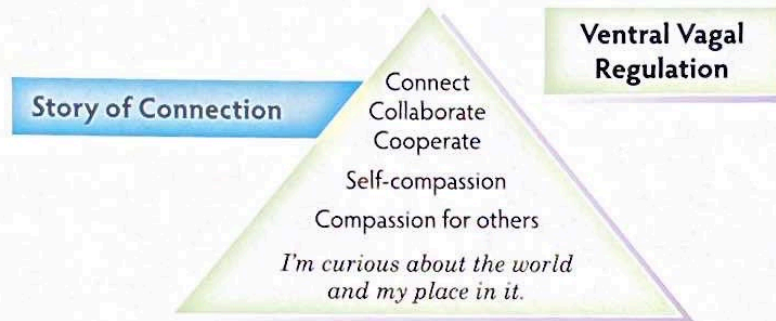 Ventral Vagal
Regulation
Story of Connection
Connect
Collaborate
Cooperate
Self-compassion
Compassion for others
I'm curious about the world
and my place in it.